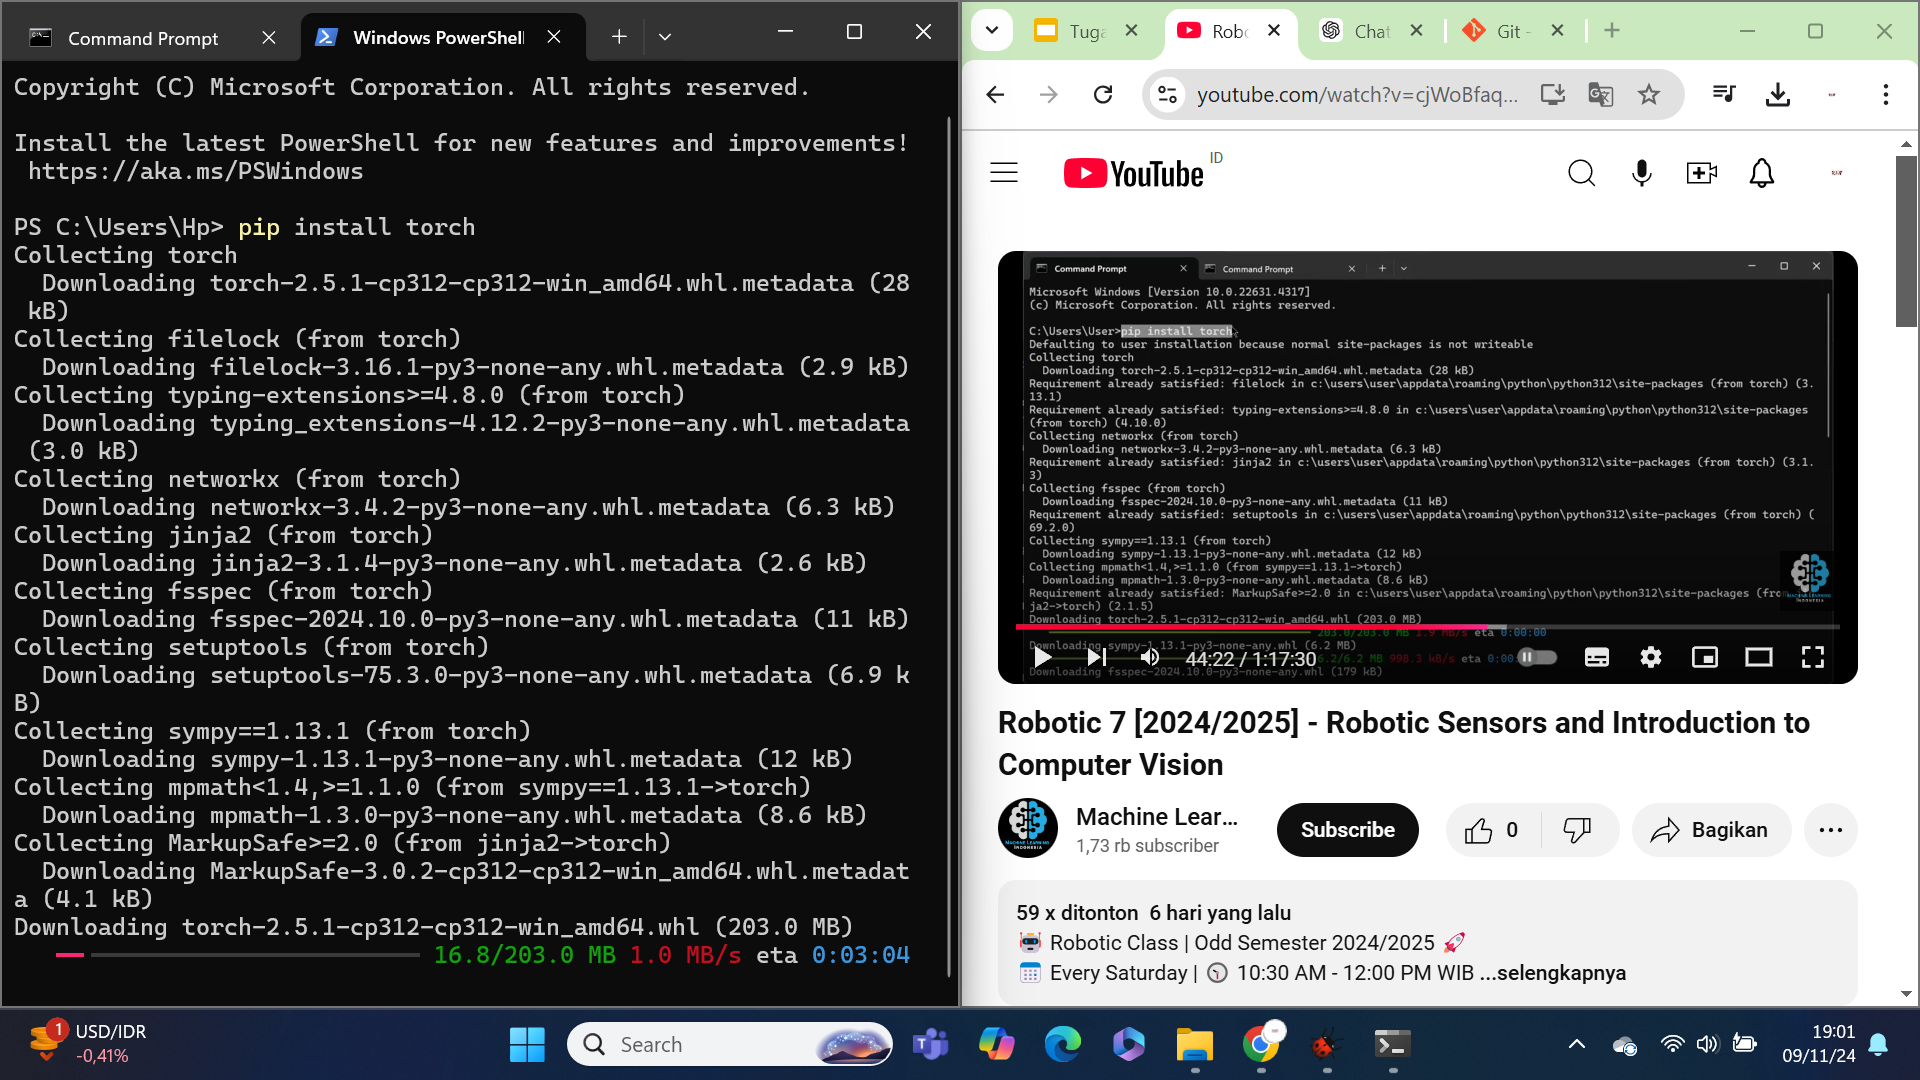 Command Prompt
Windows PowerShell
Copyright (C) Microsoft Corporation. All rights reserved.
Install the latest PowerShell for new features and improvements!
https://aka.ms/PSWindows
PS C:\Users\Hp> pip install torch
Collecting torch
Downloading torch-2.5.1-cp312-cp312-win_amd64.whl.metadata (28
kB)
Collecting filelock (from torch)
Downloading filelock-3.16.1-py3-none-any.whl.metadata (2.9 kB)
Collecting typing-extensions>=4.8.0 (from torch)
Downloading typing_extensions-4.12.2-py3-none-any.whl.metadata
(3.0 kB)
Collecting networkx (from torch)
Downloading networkx-3.4.2-py3-none-any.whl.metadata (6.3 kB)
Collecting jinja2 (from torch)
Downloading jinja2-3.1.4-py3-none-any.whl.metadata (2.6 kB)
Collecting fsspec (from torch)
Downloading fsspec-2024.10.0-py3-none-any.whl.metadata (11 kB)
Collecting setuptools (from torch)
Downloading setuptools-75.3.0-py3-none-any.whl.metadata (6.9 k
B)
Collecting sympy==1.13.1 (from torch)
Downloading sympy-1.13.1-py3-none-any.whl.metadata (12 kB)
Collecting mpmath<1.4,>=1.1.0 (from sympy==1.13.1->torch)
Downloading mpmath-1.3.0-py3-none-any.whl.metadata (8.6 kB)
Collecting MarkupSafe>=2.0 (from jinja2->torch)
Downloading MarkupSafe-3.0.2-cp312-cp312-win_amd64.whl.metadat
a (4.1 kB)
Downloading torch-2.5.1-cp312-cp312-win_amd64.whl (203.0 MB)
16.8/203.0 MB 1.0 MB/s eta 0:03:04
Tuga
Rob
Chat
Git -
youtube.com/watch?v=cjWoBfaq...
YouTube ID
Command Prompt
Command Prompt
Microsoft Windows [Version 10.0.22631.4317]
(c) Microsoft Corporation. All rights reserved.
C:\Users\User>pip install torch
Defaulting to user installation because normal site-packages is not writeable
Collecting torch
Downloading torch-2.5.1-cp312-cp312-win_amd64.whl.metadata (28 kB)
Requirement already satisfied: filelock in c:\users\user\appdata\roaming\python\python312\site-packages (from torch) (3.
13.1)
Requirement already satisfied: typing-extensions>=4.8.0 in c:\users\user\appdata\roaming\python\python312\site-packages
(from torch) (4.10.0)
Collecting networkx (from torch)
Downloading networkx-3.4.2-py3-none-any.whl.metadata (6.3 kB)
Requirement already satisfied: jinja2 in c:\users\user\appdata\roaming\python\python312\site-packages (from torch) (3.1.
3)
Collecting fsspec (from torch)
Downloading fsspec-2024.10.0-py3-none-any.whl.metadata (11 kB)
Requirement already satisfied: setuptools in c:\users\user\appdata\roaming\python\python312\site-packages (from torch) (
69.2.0)
Collecting sympy==1.13.1 (from torch)
Downloading sympy-1.13.1-py3-none-any.whl.metadata (12 kB)
Collecting mpmath<1.4,>=1.1.0 (from sympy==1.13.1->torch)
Downloading mpmath-1.3.0-py3-none-any.whl.metadata (8.6 kB)
Requirement already satisfied: MarkupSafe>=2.0 in c:\users\user\appdata\roaming\python\python312\site-packages (from
ja2->torch) (2.1.5)
Downloading torch-2.5.1-cp312-cp312-win_amd64.whl (203.0 MB)
203.0/203.0 MB 1.9 MB/s eta 0:00:00
Downloading sympy-1.13.1-py3-none-any.whl (6.2 MB)
6.2/6.2 MB 998.3 kB/s eta 0:00
Downloading fsspec-2024.10.0-py3-none-any.whl (179 kB)
44:22 / 1:17:30
Robotic 7 [2024/2025] - Robotic Sensors and Introduction to
Computer Vision
Machine Lear...
1,73 rb subscriber
Subscribe
0
Bagikan
59 x ditonton 6 hari yang lalu
Robotic Class | Odd Semester 2024/2025
Every Saturday | 10:30 AM - 12:00 PM WIB ...selengkapnya
1
USD/IDR
-0,41%
Search
19:01
09/11/24